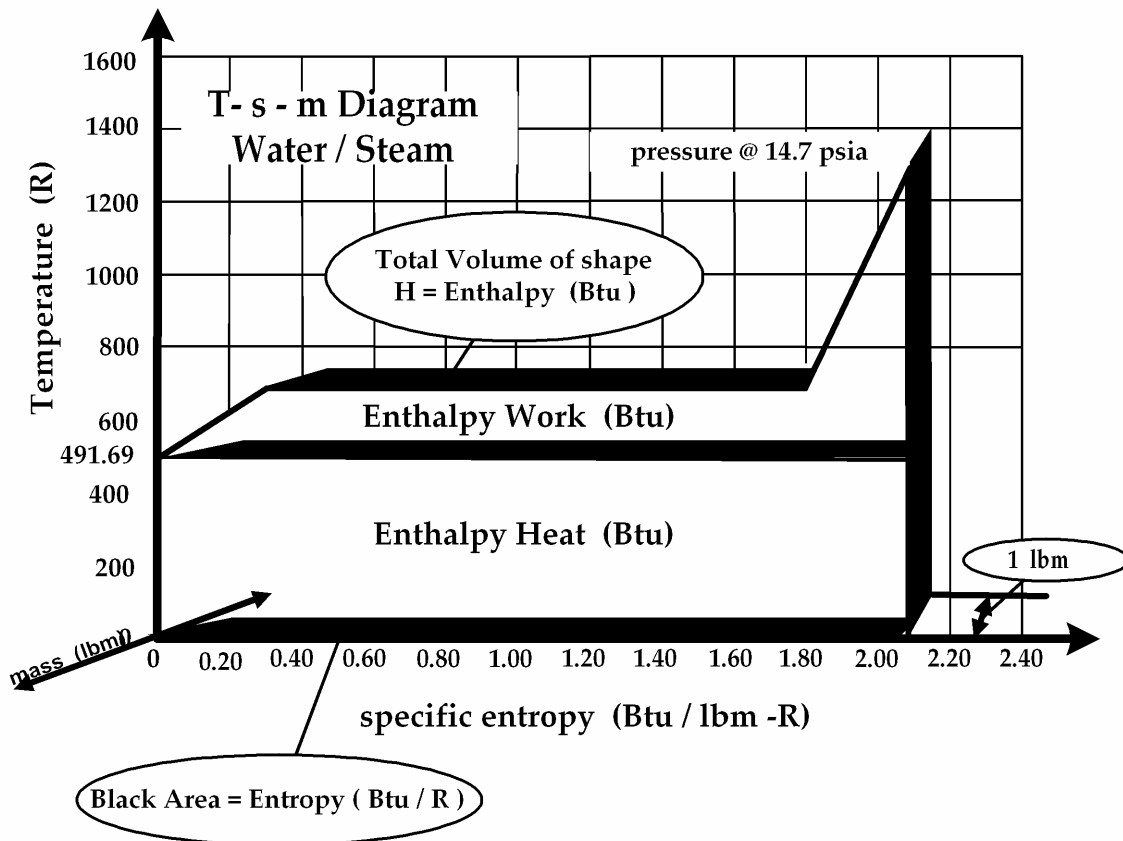 1600
T- s - m Diagram
Water / Steam
1400
pressure @ 14.7 psia
1200
Total Volume of shape
H = Enthalpy (Btu )
1000
800
Temperature (R)
600
Enthalpy Work (Btu)
491.69
400
Enthalpy Heat (Btu)
200
1 lbm
0
mass (lbm)
0 0.20 0.40 0.60 0.80 1.00 1.20 1.40 1.60 1.80 2.00 2.20 2.40
specific entropy (Btu / lbm -R)
Black Area = Entropy ( Btu / R )